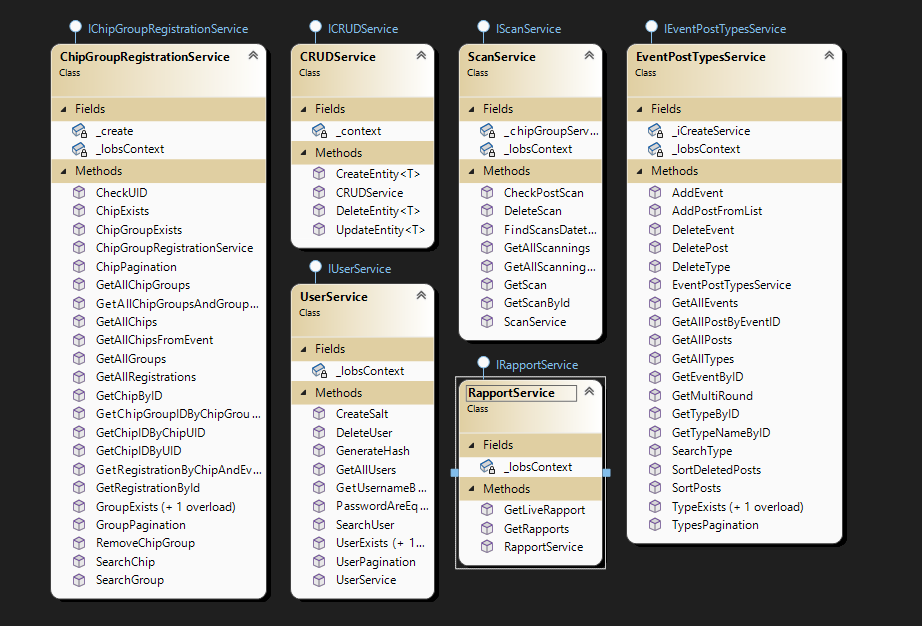 IChipGroupRegistrationService
ChipGroupRegistrationService
Class
Fields
_create
_lobsContext
Methods
CheckUID
ChipExists
ChipGroupExists
ChipGroupRegistrationService
ChipPagination
GetAllChipGroups
GetAllChipGroupsAndGroup...
GetAllChips
GetAllChipsFromEvent
GetAllGroups
GetAllRegistrations
GetChipByID
GetChipGroupIDByChipGrou...
GetChipIDByChipUID
GetChipIDByUID
GetRegistrationByChipAndEv...
GetRegistrationById
GroupExists (+ 1 overload)
GroupPagination
RemoveChipGroup
SearchChip
SearchGroup
ICRUDService
CRUDService
Class
Fields
_context
Methods
CreateEntity<T>
CRUDService
DeleteEntity<T>
UpdateEntity<T>
IUserService
UserService
Class
Fields
_lobsContext
Methods
CreateSalt
DeleteUser
GenerateHash
GetAllUsers
GetUsernameB...
PasswordAreEq...
SearchUser
UserExists (+ 1...
UserPagination
UserService
IScanService
ScanService
Class
Fields
_chipGroupServ...
_lobsContext
Methods
CheckPostScan
DeleteScan
FindScansDatet...
GetAllScannings
GetAllScanning...
GetScan
GetScanById
ScanService
IRapportService
RapportService
Class
Fields
_lobsContext
Methods
GetLiveRapport
GetRapports
RapportService
IEventPostTypesService
EventPostTypesService
Class
Fields
_iCreateService
_lobsContext
Methods
AddEvent
AddPostFromList
DeleteEvent
DeletePost
DeleteType
EventPostTypesService
GetAllEvents
GetAllPostByEventID
GetAllPosts
GetAllTypes
GetEventByID
GetMultiRound
GetTypeByID
GetTypeNameByID
SearchType
SortDeletedPosts
SortPosts
TypeExists (+ 1 overload)
TypesPagination